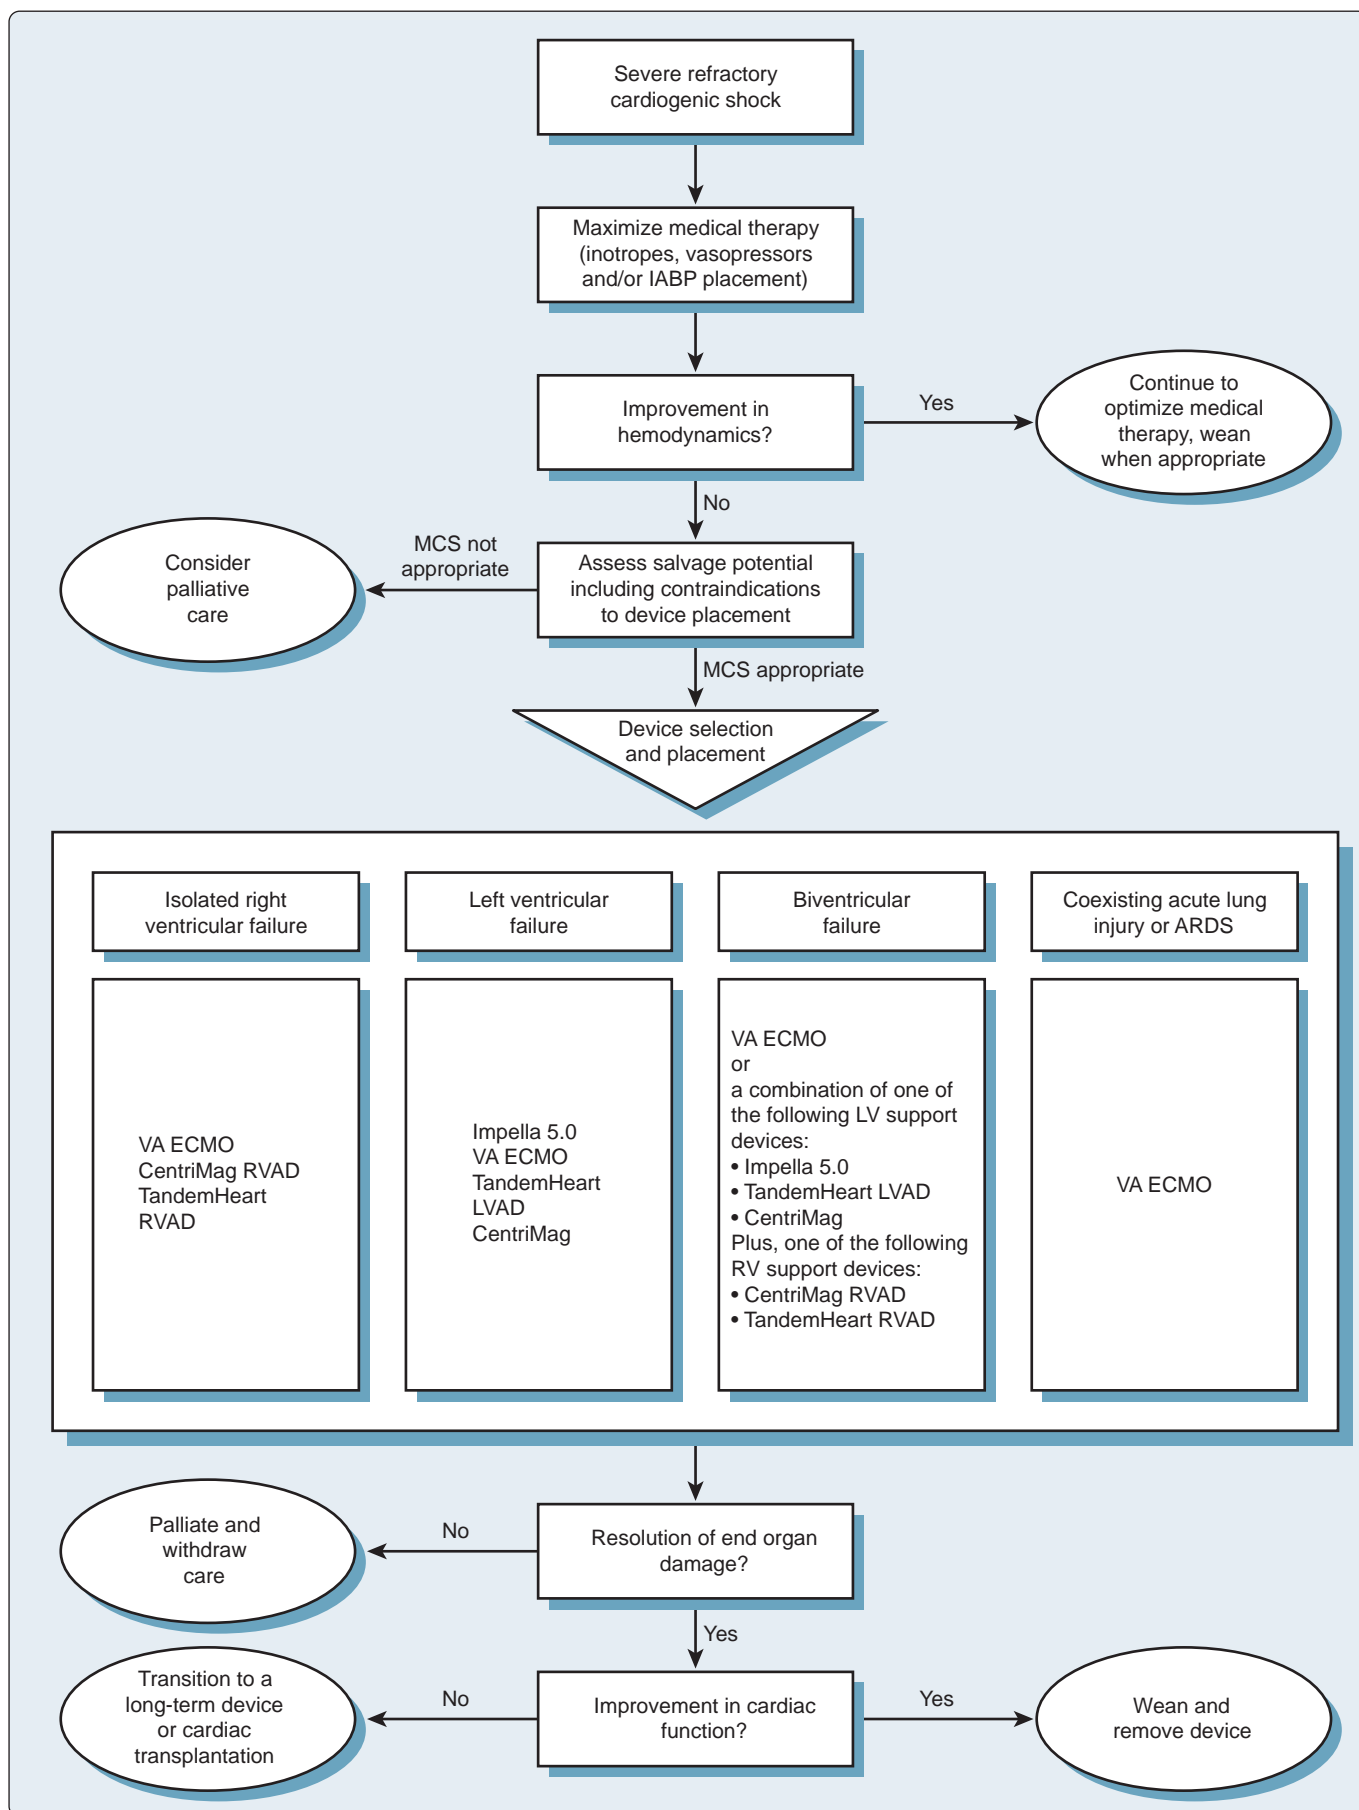 Severe refractory
cardiogenic shock
Maximize medical therapy
(inotropes, vasopressors
and/or IABP placement)
Improvement in
hemodynamics?
Yes
Continue to
optimize medical
therapy, wean
when appropriate
No
Assess salvage potential
including contraindications
to device placement
MCS not
appropriate
Consider
palliative
care
MCS appropriate
Device selection
and placement
Isolated right
ventricular failure
Left ventricular
failure
Biventricular
failure
Coexisting acute lung
injury or ARDS
VA ECMO
CentriMag RVAD
TandemHeart
RVAD
Impella 5.0
VA ECMO
TandemHeart
LVAD
CentriMag
VA ECMO
or
a combination of one of
the following LV support
devices:
• Impella 5.0
• TandemHeart LVAD
• CentriMag
Plus, one of the following
RV support devices:
• CentriMag RVAD
• TandemHeart RVAD
VA ECMO
Resolution of end organ
damage?
No
Palliate and
withdraw
care
Yes
Improvement in cardiac
function?
No
Transition to a
long-term device
or cardiac
transplantation
Yes
Wean and
remove device